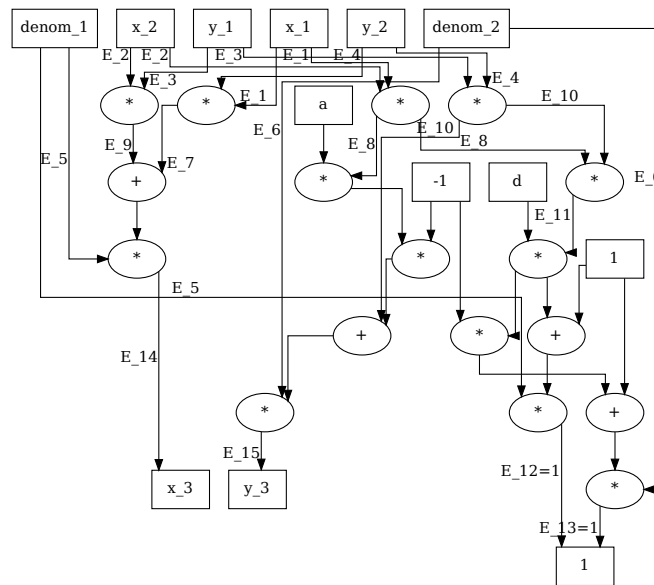 denom_1 x_2 y_1 x_1 y_2 denom_2
E_2 E_2 E_3 E_1 E_4
E_3 E_4
* * a * * E_10
E_1
E_6 E_10
E_9 E_8 E_8
E_5 E_7
+ * -1 d *
E_11
* * * 1
E_5
+ * +
E_14
* * +
E_15
E_12=1
x_3 y_3 *
E_13=1
1